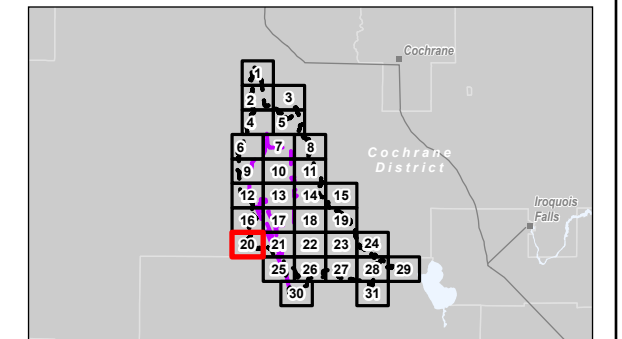 Cochrane
1
2 3
4 5
6 7 8
Cochrane
District
9 10 11
12 13 14 15
Iroquois
Falls
16 17 18 19
20 21 22 23 24
25 26 27 28 29
30 31